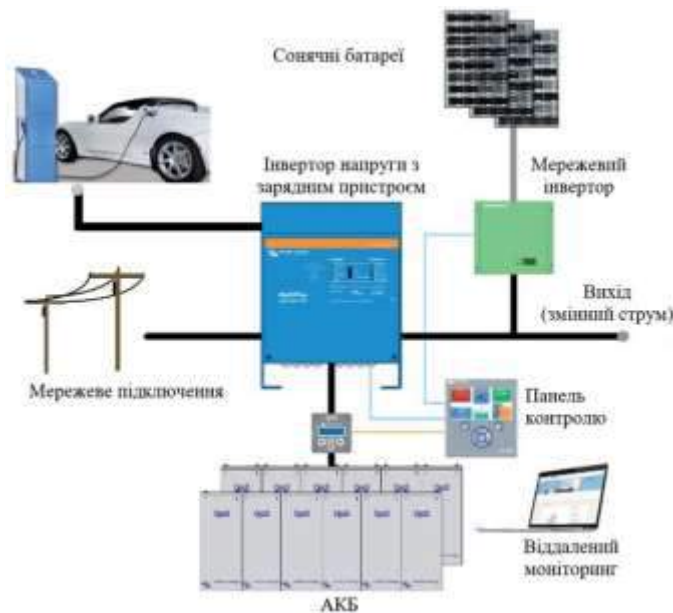 Сонячні батареї
Інвертор напруги з
зарядним пристроєм
Мережевий
інвертор
Вихід
(змінний струм)
Мережеве підключення
Панель
контролю
Віддалений
моніторинг
АКБ